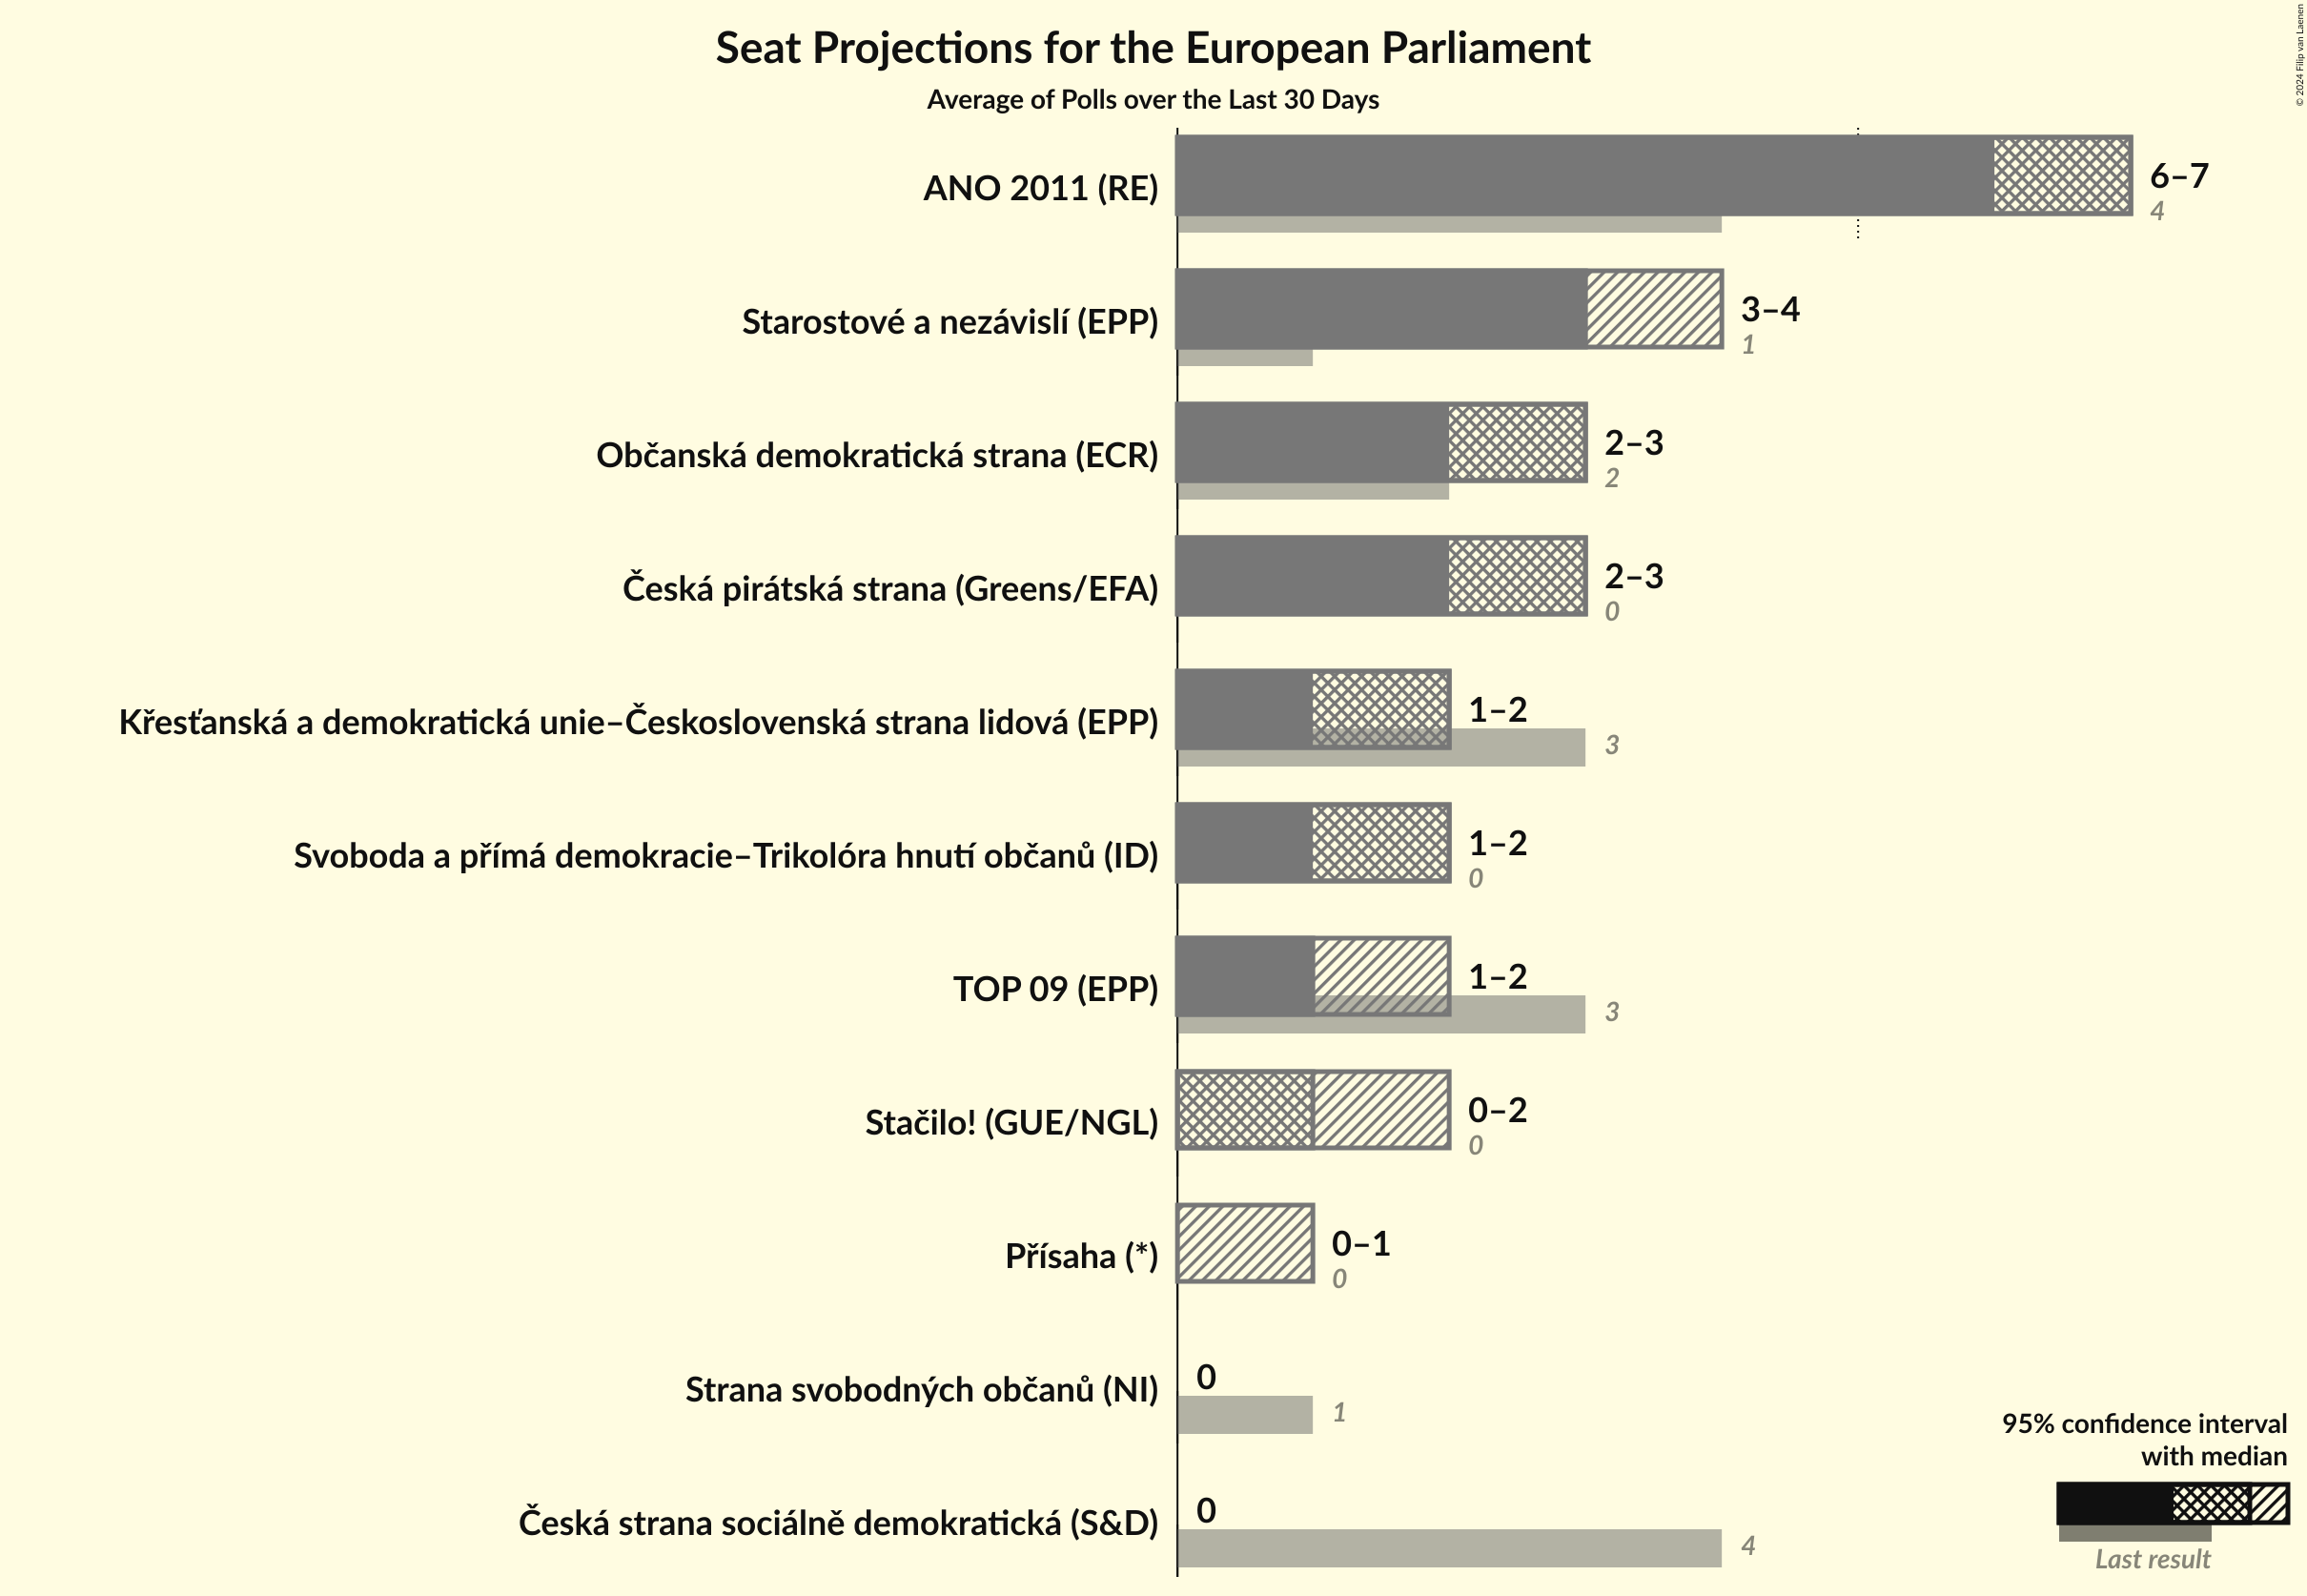 Seat Projections for the European Parliament
Average of Polls over the Last 30 Days
© 2024 Filip van Laenen
ANO 2011 (RE)
6–7
4
Starostové a nezávislí (EPP)
3–4
1
Občanská demokratická strana (ECR)
2–3
2
Česká pirátská strana (Greens/EFA)
2–3
0
Křesťanská a demokratická unie–Československá strana lidová (EPP)
1–2
3
Svoboda a přímá demokracie–Trikolóra hnutí občanů (ID)
1–2
0
TOP 09 (EPP)
1–2
3
Stačilo! (GUE/NGL)
0–2
0
Přísaha (*)
0–1
0
Strana svobodných občanů (NI)
0
1
Česká strana sociálně demokratická (S&D)
0
4
95% confidence interval
with median
Last result